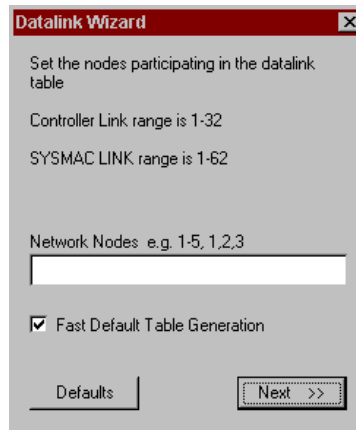 Datalink Wizard
Set the nodes participating in the datalink
table
Controller Link range is 1-32
SYSMAC LINK range is 1-62
Network Nodes e.g. 1-5, 1,2,3
Fast Default Table Generation
Defaults
Next >>